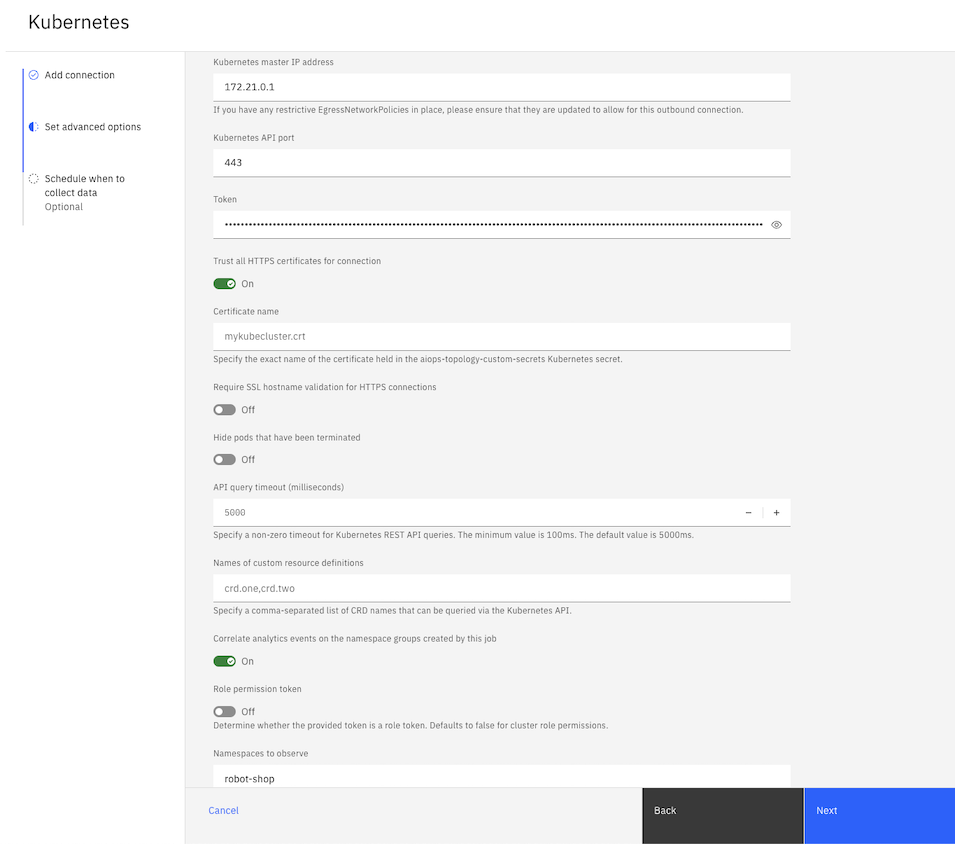 Kubernetes
Add connection
Set advanced options
Schedule when to
collect data
Optional
Kubernetes master IP address
172.21.0.1
If you have any restrictive EgressNetworkPolicies in place, please ensure that they are updated to allow for this outbound connection.
Kubernetes API port
443
Token
Trust all HTTPS certificates for connection
On
Certificate name
mykubecluster.crt
Specify the exact name of the certificate held in the aiops-topology-custom-secrets Kubernetes secret.
Require SSL hostname validation for HTTPS connections
Off
Hide pods that have been terminated
Off
API query timeout (milliseconds)
5000
Specify a non-zero timeout for Kubernetes REST API queries. The minimum value is 100ms. The default value is 5000ms.
Names of custom resource definitions
crd.one,crd.two
Specify a comma-separated list of CRD names that can be queried via the Kubernetes API.
Correlate analytics events on the namespace groups created by this job
On
Role permission token
Off
Determine whether the provided token is a role token. Defaults to false for cluster role permissions.
Namespaces to observe
robot-shop
Cancel
Back
Next